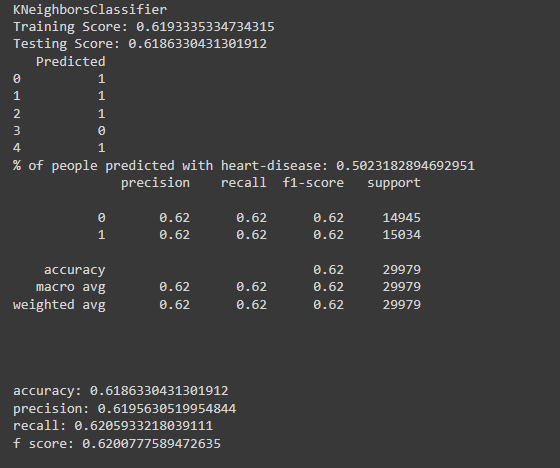 KNeighborsClassifier
Training Score: 0.6193335334734315
Testing Score: 0.6186330431301912
   Predicted
0          1
1          1
2          1
3          0
4          1
% of people predicted with heart-disease: 0.5023182894692951
              precision    recall  f1-score   support

           0       0.62      0.62      0.62     14945
           1       0.62      0.62      0.62     15034

    accuracy                           0.62     29979
   macro avg       0.62      0.62      0.62     29979
weighted avg       0.62      0.62      0.62     29979

accuracy: 0.6186330431301912
precision: 0.6195630519954844
recall: 0.6205933218039111
f score: 0.6200777589472635